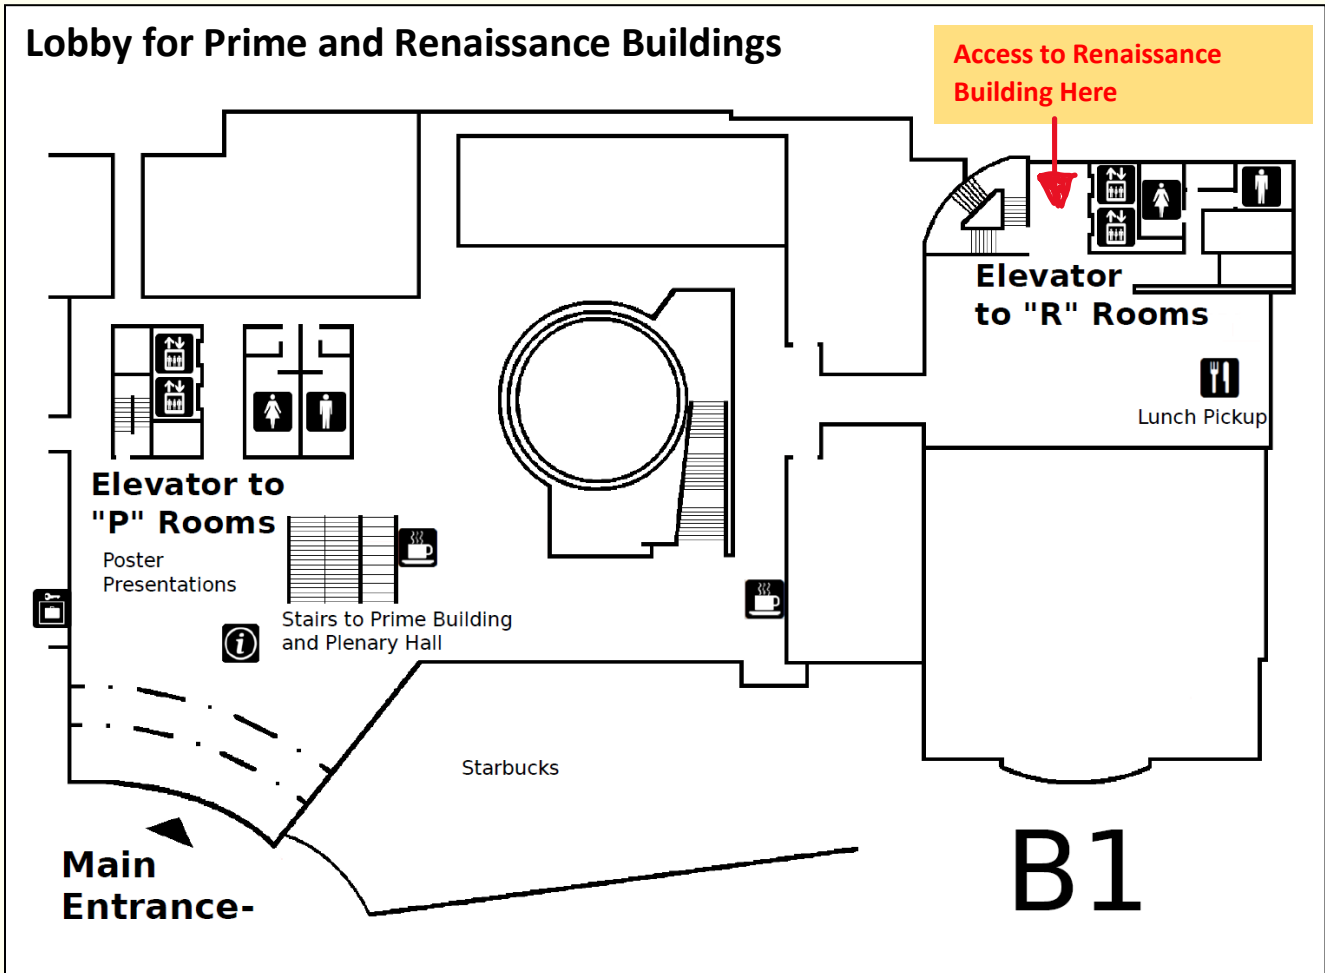 Lobby for Prime and Renaissance Buildings
Access to Renaissance
Building Here
Elevator
to "R" Rooms
Lunch Pickup
Elevator to
"P" Rooms
Poster
Presentations
Stairs to Prime Building
and Plenary Hall
i
Starbucks
Main
Entrance-
B1